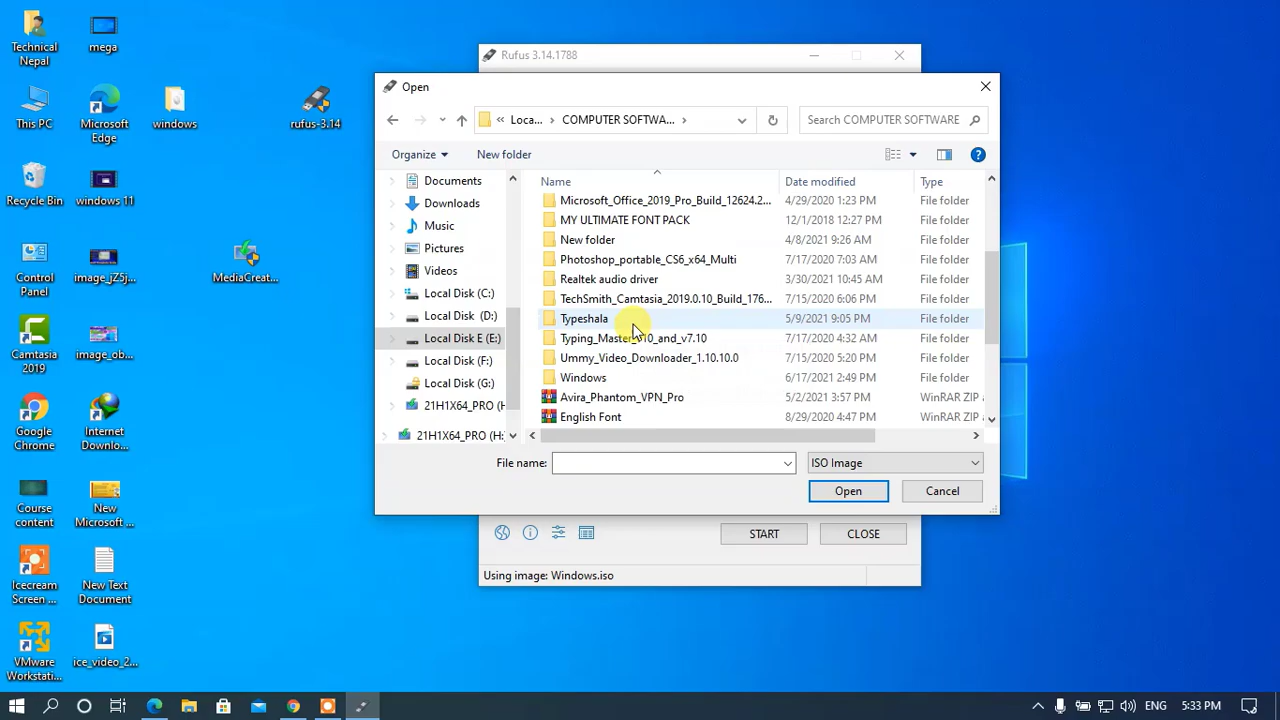 Technical
Nepal
mega
This PC
Microsoft
Edge
windows
rufus-3.14
Recycle Bin
windows 11
Control
Panel
image_jZ5j...
MediaCreat...
Camtasia
2019
image_ob...
Google
Chrome
Internet
Downlo...
Course
content
New
Microsoft ...
Icecream
Screen ...
New Text
Document
VMware
Workstati...
ice_video_2...
Rufus 3.14.1788
Open
« Loca... > COMPUTER SOFTWA... >
Search COMPUTER SOFTWARE
Organize
New folder
Documents
Downloads
Music
Pictures
Videos
Local Disk (C:)
Local Disk (D:)
Local Disk E (E:)
Local Disk (F:)
Local Disk (G:)
21H1X64_PRO (H
21H1X64_PRO (H:)
Name Date modified Type
Microsoft_Office_2019_Pro_Build_12624.2... 4/29/2020 1:23 PM File folder
MY ULTIMATE FONT PACK 12/1/2018 12:27 PM File folder
New folder 4/8/2021 9:26 AM File folder
Photoshop_portable_CS6_x64_Multi 7/17/2020 7:03 AM File folder
Realtek audio driver 3/30/2021 10:45 AM File folder
TechSmith_Camtasia_2019.0.10_Build_176... 7/15/2020 6:06 PM File folder
Typeshala 5/9/2021 9:05 PM File folder
Typing_Master_v10_and_v7.10 7/17/2020 4:32 AM File folder
Ummy_Video_Downloader_1.10.10.0 7/15/2020 5:20 PM File folder
Windows 6/17/2021 2:49 PM File folder
Avira_Phantom_VPN_Pro 5/2/2021 3:57 PM WinRAR ZIP a
English Font 8/29/2020 4:47 PM WinRAR ZIP a
File name:
ISO Image
Open Cancel
START CLOSE
Using image: Windows.iso
ENG 5:33 PM